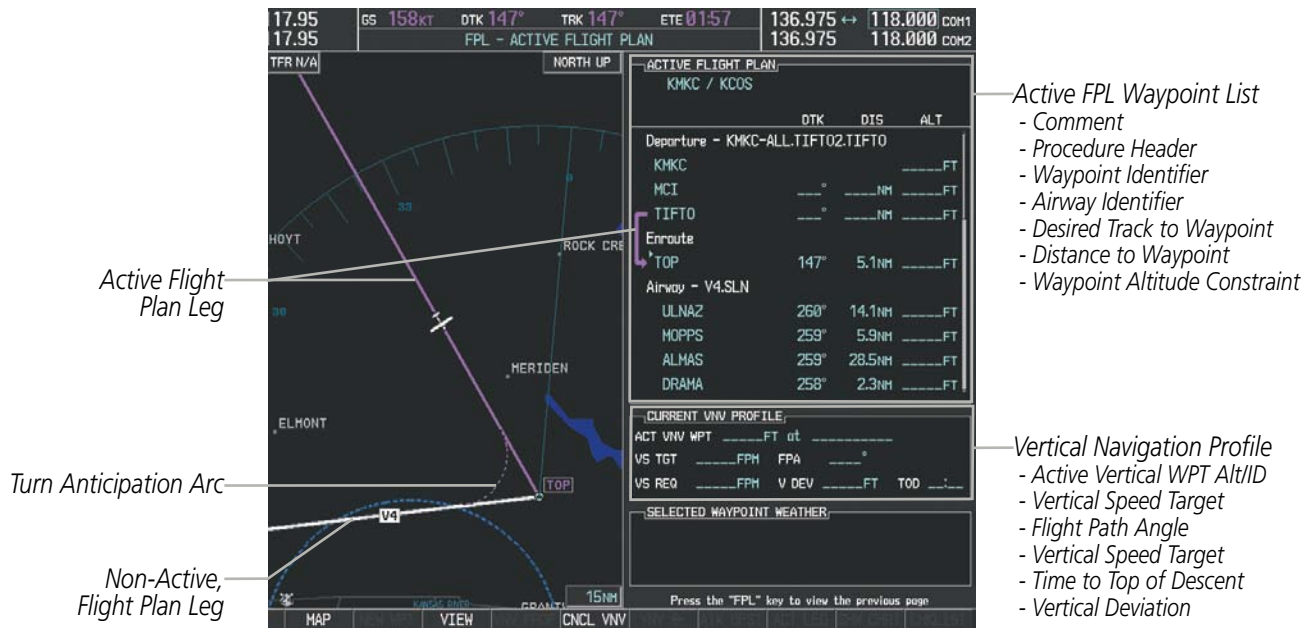 17.95 GS 158KT DTK 147° TRK 147° ETE 01:57 136.975 ↔ 118.000 COM1
17.95 FPL - ACTIVE FLIGHT PLAN 136.975 118.000 COM2
TFR N/A NORTH UP
ACTIVE FLIGHT PLAN
KMKC / KCOS
DTK DIS ALT
Departure - KMKC-ALL.TIFTO2.TIFTO
KMKC _____FT
MCI ___° ____NM _____FT
TIFTO ___° ____NM _____FT
Enroute
TOP 147° 5.1NM _____FT
Airway - V4.SLN
ULNAZ 260° 14.1NM _____FT
MOPPS 259° 5.9NM _____FT
ALMAS 259° 28.5NM _____FT
DRAMA 258° 2.3NM _____FT
CURRENT VNV PROFILE
ACT VNV WPT _____FT at __________
VS TGT _____FPM FPA ____°
VS REQ _____FPM V DEV _____FT TOD __:__
SELECTED WAYPOINT WEATHER
Press the "FPL" key to view the previous page
33
0
30
HOYT
ROCK CRE
MERIDEN
ELMONT
TOP
V4
KANSAS RIVER
GRANT
15NM
MAP VIEW CNCL VNV
Active Flight
Plan Leg
Turn Anticipation Arc
Non-Active,
Flight Plan Leg
Active FPL Waypoint List
- Comment
- Procedure Header
- Waypoint Identifier
- Airway Identifier
- Desired Track to Waypoint
- Distance to Waypoint
- Waypoint Altitude Constraint
Vertical Navigation Profile
- Active Vertical WPT Alt/ID
- Vertical Speed Target
- Flight Path Angle
- Vertical Speed Target
- Time to Top of Descent
- Vertical Deviation